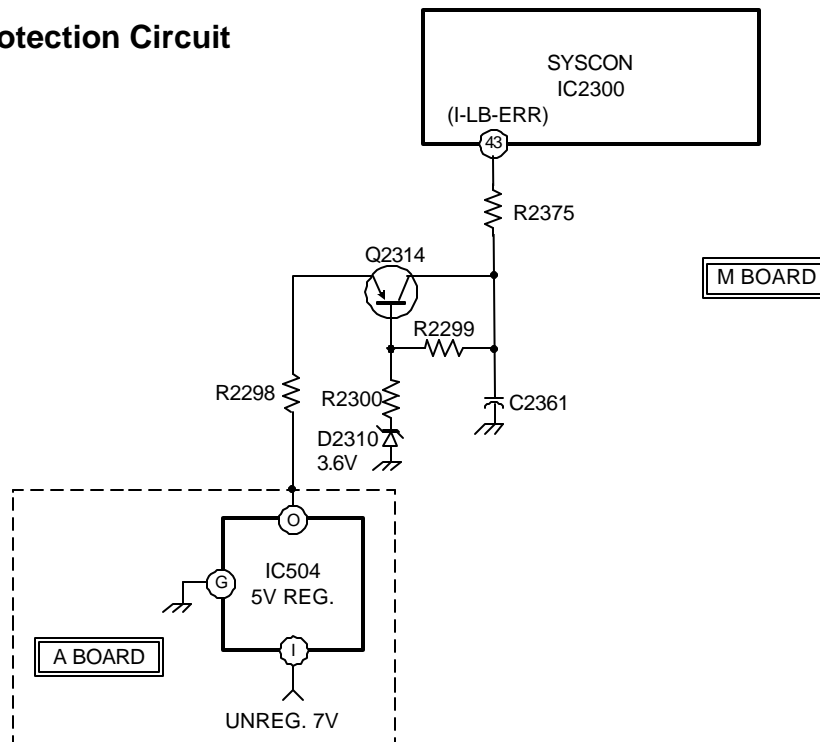 otection Circuit
SYSCON
IC2300
(I-LB-ERR)
43
R2375
Q2314
M BOARD
R2299
R2298
R2300
C2361
D2310
3.6V
O
IC504
5V REG.
G
A BOARD
I
UNREG. 7V